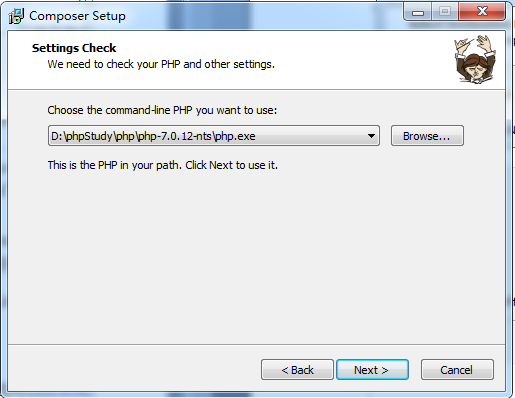 Composer Setup
Settings Check
We need to check your PHP and other settings.
Choose the command-line PHP you want to use:
D:\phpStudy\php\php-7.0.12-nts\php.exe
Browse...
This is the PHP in your path. Click Next to use it.
< Back
Next >
Cancel